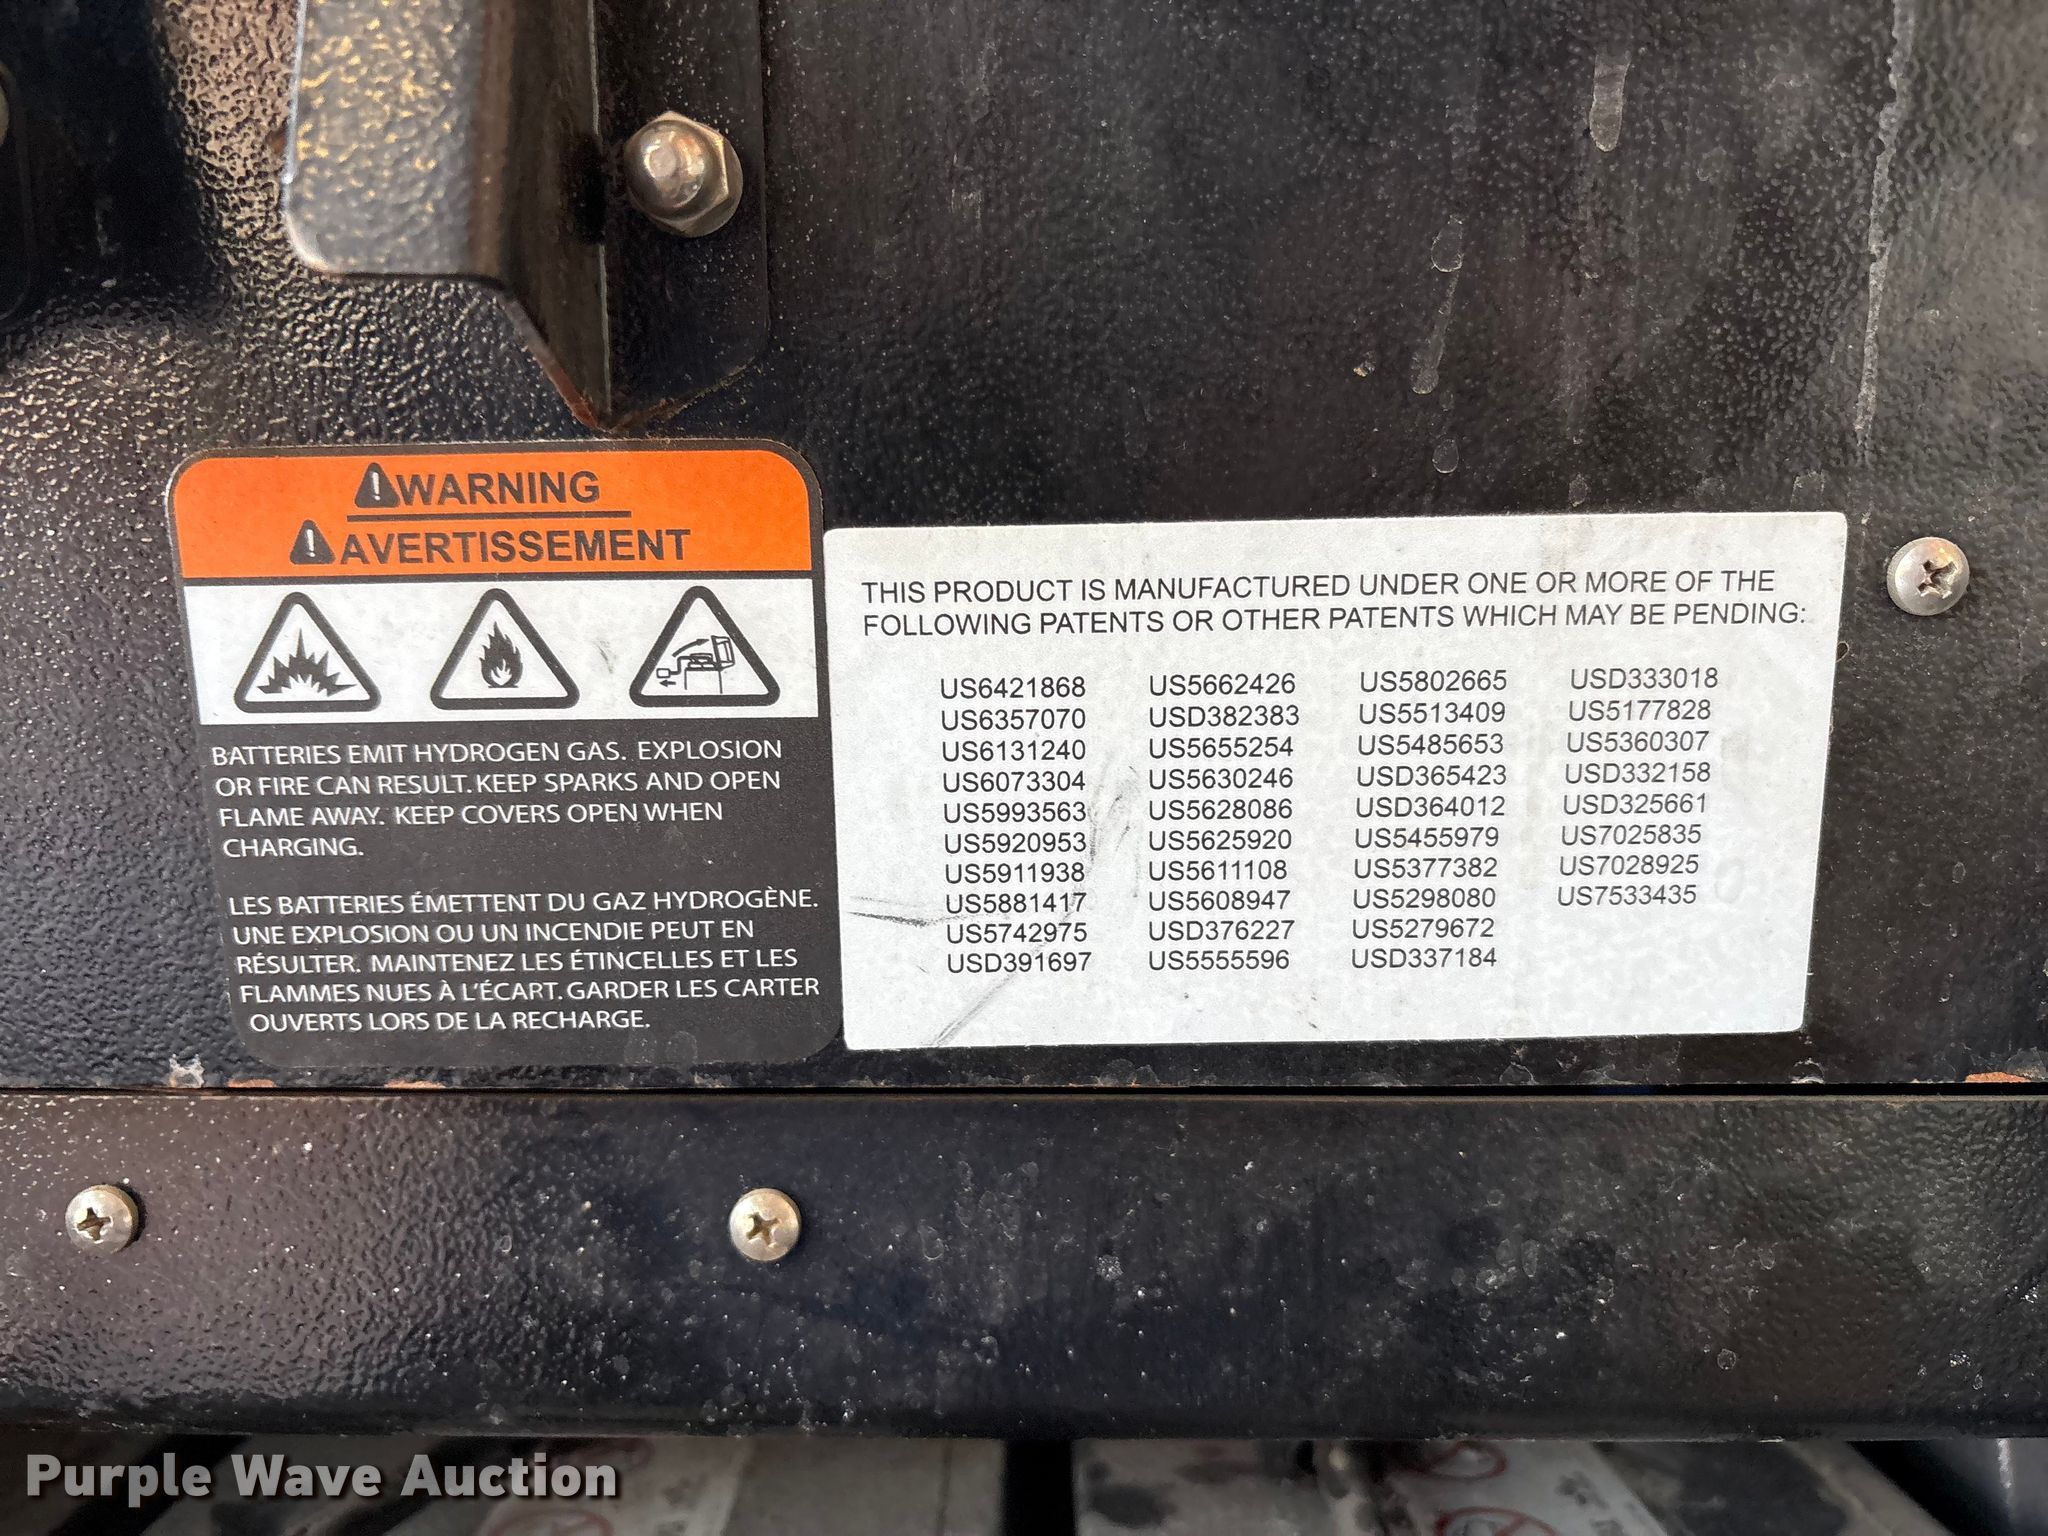 WARNING
AVERTISSEMENT
BATTERIES EMIT HYDROGEN GAS. EXPLOSION
OR FIRE CAN RESULT. KEEP SPARKS AND OPEN
FLAME AWAY. KEEP COVERS OPEN WHEN
CHARGING.
LES BATTERIES ÉMETTENT DU GAZ HYDROGÈNE.
UNE EXPLOSION OU UN INCENDIE PEUT EN
RÉSULTER. MAINTENEZ LES ÉTINCELLES ET LES
FLAMMES NUES À L'ÉCART. GARDER LES CARTER
OUVERTS LORS DE LA RECHARGE.
THIS PRODUCT IS MANUFACTURED UNDER ONE OR MORE OF THE
FOLLOWING PATENTS OR OTHER PATENTS WHICH MAY BE PENDING:
US6421868 US5662426 US5802665 USD333018
US6357070 USD382383 US5513409 US5177828
US6131240 US5655254 US5485653 US5360307
US6073304 US5630246 USD365423 USD332158
US5993563 US5628086 USD364012 USD325661
US5920953 US5625920 US5455979 US7025835
US5911938 US5611108 US5377382 US7028925
US5881417 US5608947 US5298080 US7533435
US5742975 USD376227 US5279672
USD391697 US5555596 USD337184
Purple Wave Auction